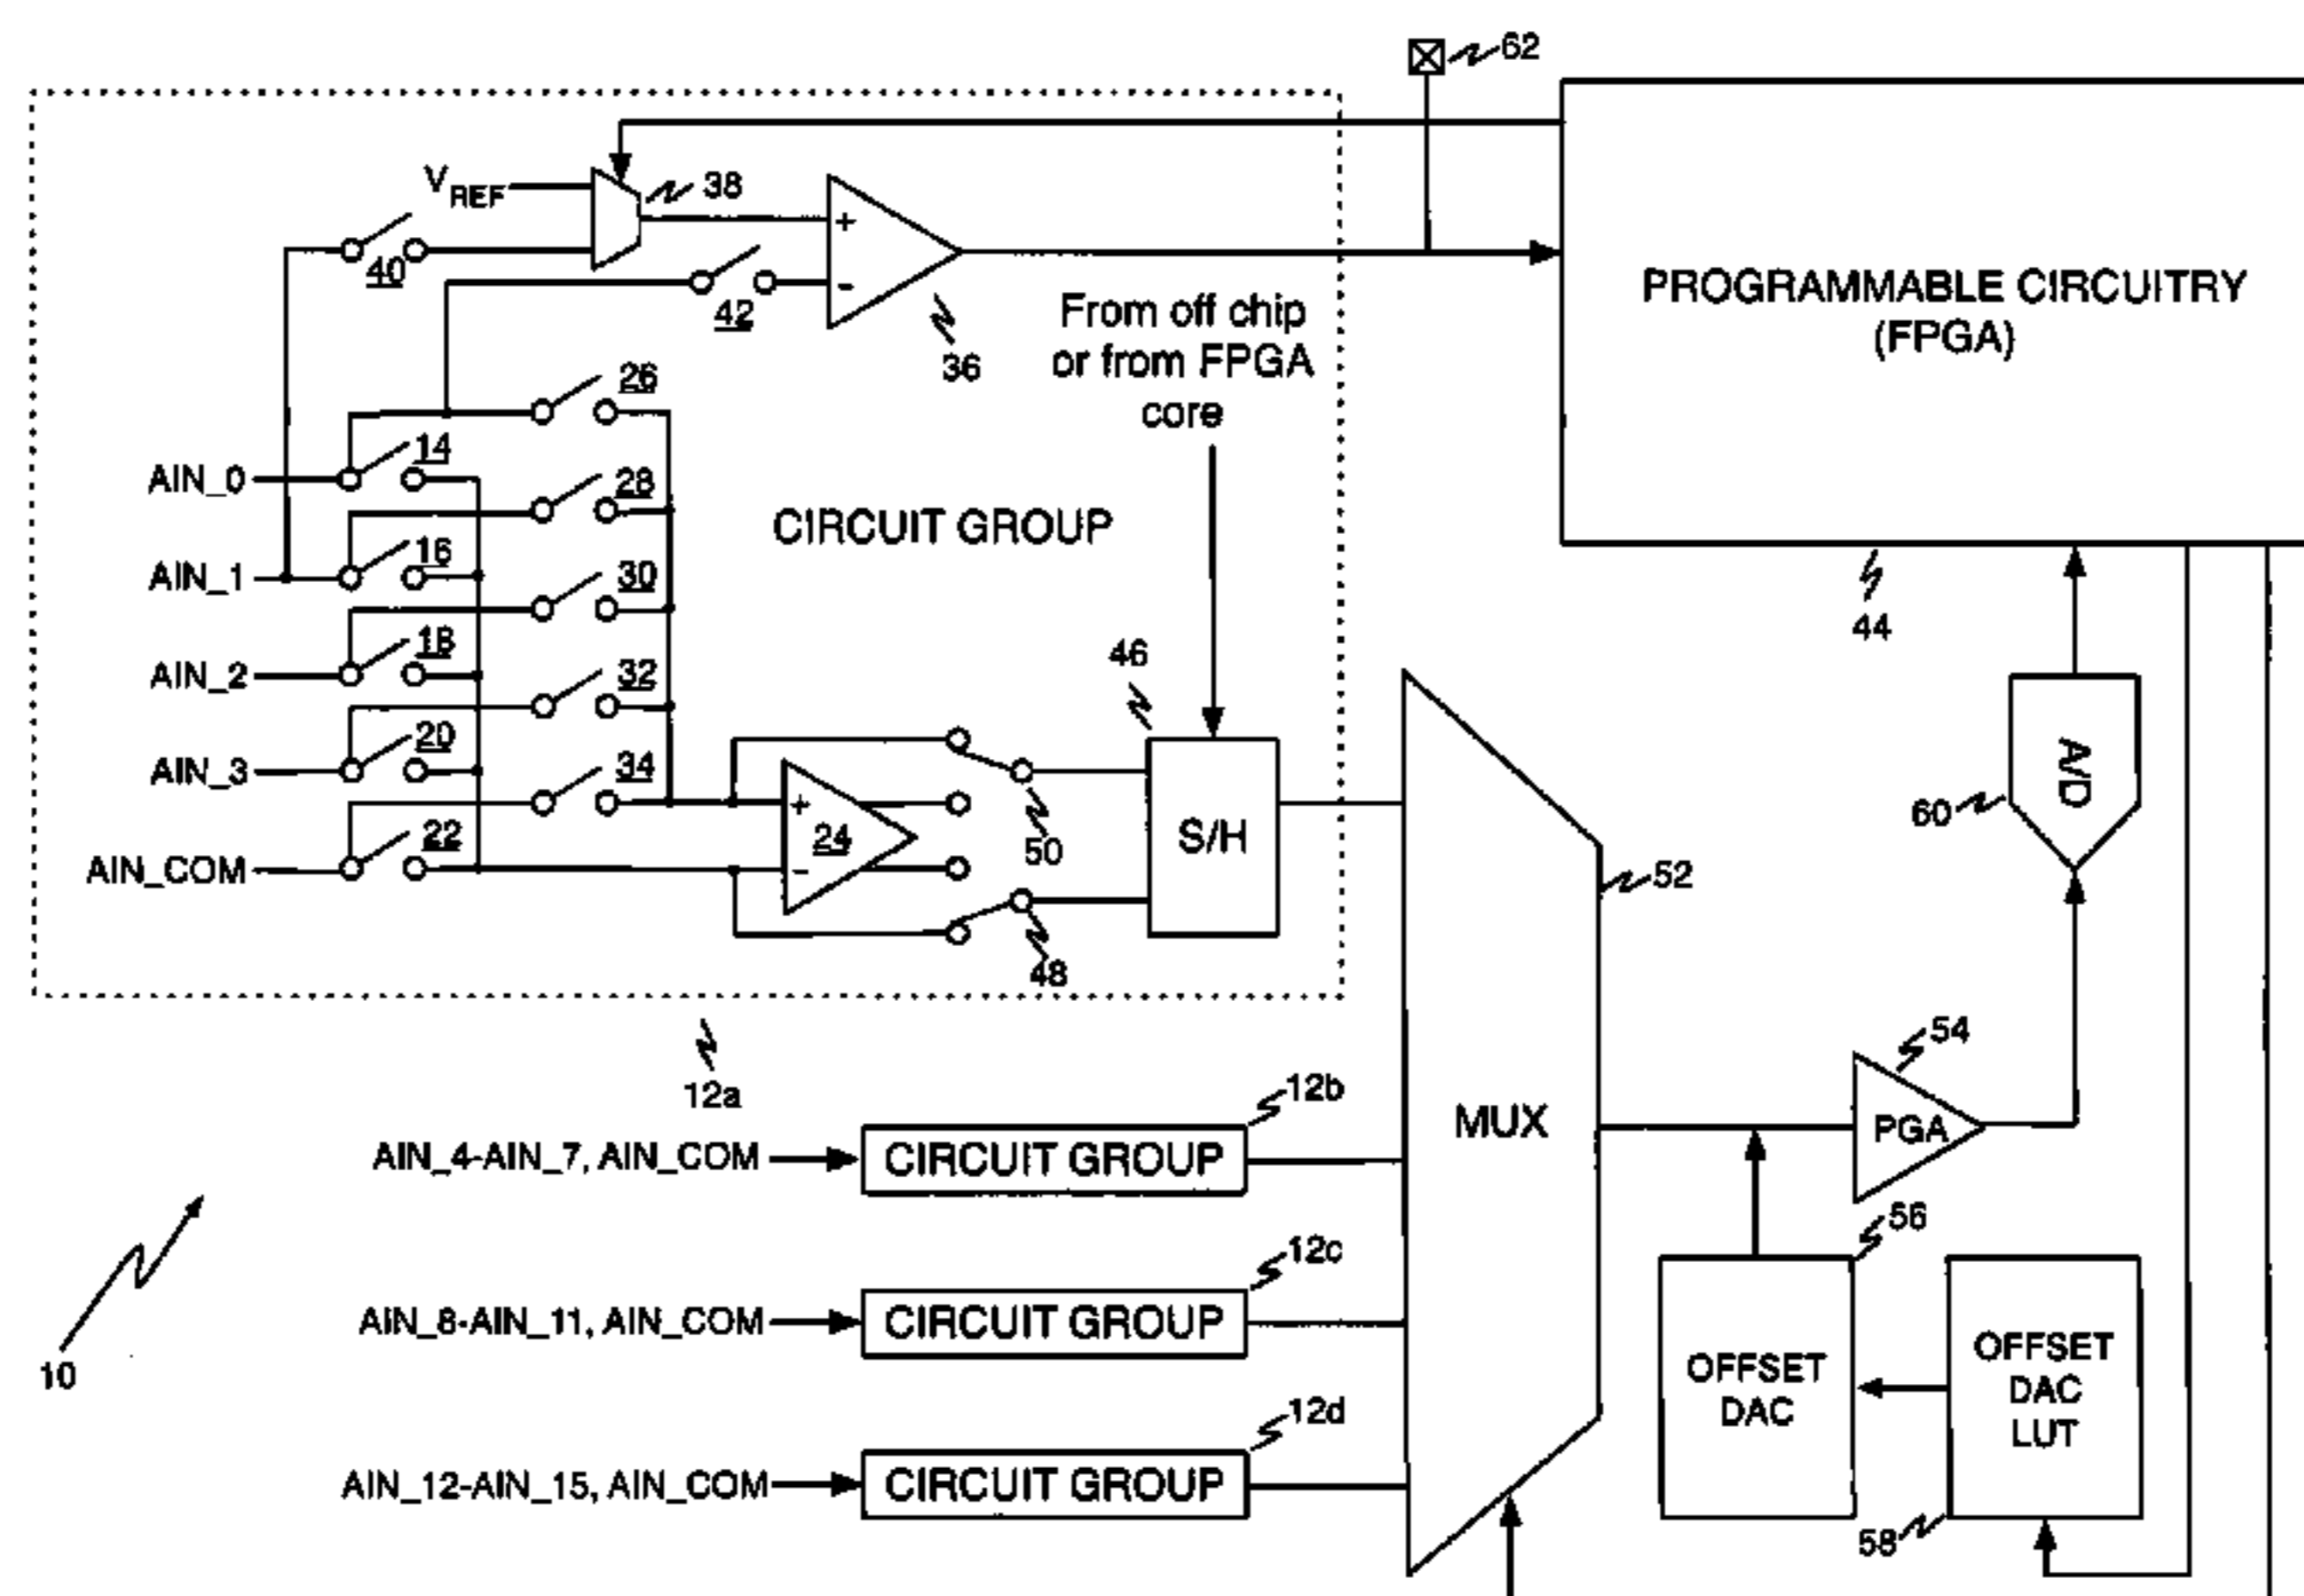 62
V REF
38
40
+
-
42
36
From off chip
or from FPGA
core
PROGRAMMABLE CIRCUITRY
(FPGA)
44
26
14
AIN_0
28
CIRCUIT GROUP
16
AIN_1
30
18
AIN_2
32
20
AIN_3
34
22
AIN_COM
+
24
-
50
48
46
S/H
52
A/D
60
12a
54
12b
AIN_4-AIN_7, AIN_COM
CIRCUIT GROUP
MUX
PGA
56
12c
AIN_8-AIN_11, AIN_COM
CIRCUIT GROUP
10
OFFSET
DAC
OFFSET
DAC
LUT
12d
AIN_12-AIN_15, AIN_COM
CIRCUIT GROUP
58